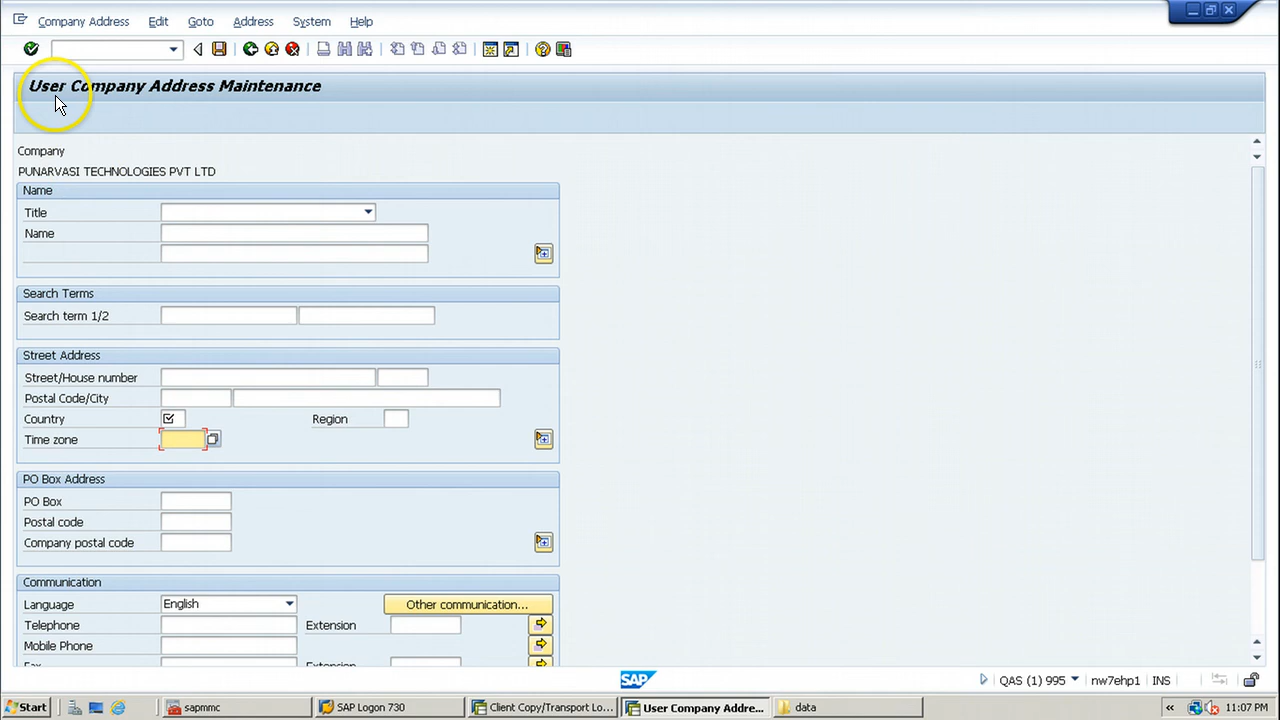 Company Address Edit Goto Address System Help
User Company Address Maintenance
Company
PUNARVASI TECHNOLOGIES PVT LTD
Name
Title
Name
Search Terms
Search term 1/2
Street Address
Street/House number
Postal Code/City
Country Region
Time zone
PO Box Address
PO Box
Postal code
Company postal code
Communication
Language English Other communication...
Telephone Extension
Mobile Phone
Fax Extension
SAP QAS (1) 995 nw7ehp1 INS
Start sapmmc SAP Logon 730 Client Copy/Transport Lo... User Company Addre... data « 11:07 PM